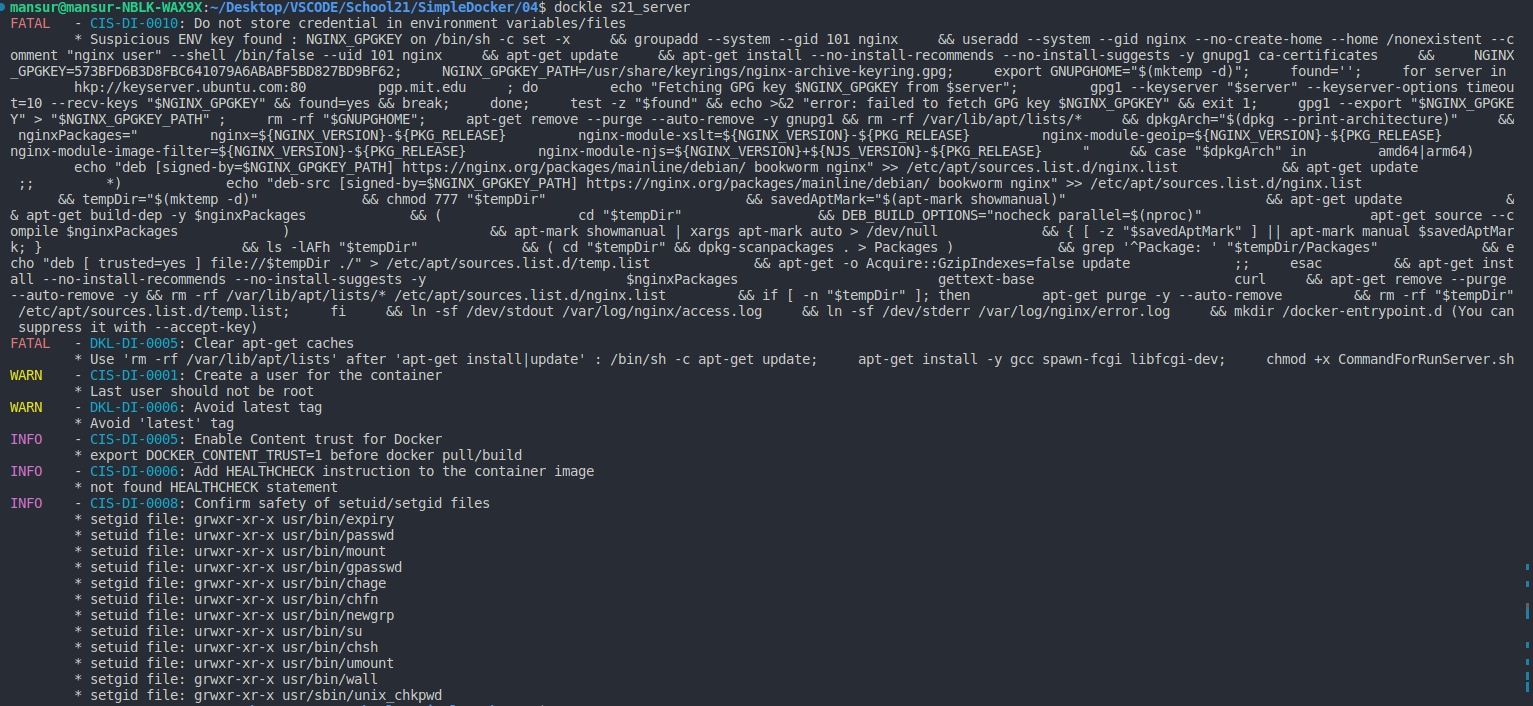 mansur@mansur-NBLK-WAX9X:~/Desktop/VSCODE/School21/SimpleDocker/04$ dockle s21_server
FATAL - CIS-DI-0010: Do not store credential in environment variables/files
* Suspicious ENV key found : NGINX_GPGKEY on /bin/sh -c set -x && groupadd --system --gid 101 nginx && useradd --system --gid nginx --no-create-home --home /nonexistent --c
omment "nginx user" --shell /bin/false --uid 101 nginx && apt-get update && apt-get install --no-install-recommends --no-install-suggests -y gnupg1 ca-certificates && NGINX
_GPGKEY=573BFD6B3D8FBC641079A6ABABF5BD827BD9BF62; NGINX_GPGKEY_PATH=/usr/share/keyrings/nginx-archive-keyring.gpg; export GNUPGHOME="$(mktemp -d)"; found=''; for server in
hkp://keyserver.ubuntu.com:80 pgp.mit.edu ; do echo "Fetching GPG key $NGINX_GPGKEY from $server"; gpg1 --keyserver "$server" --keyserver-options timeou
t=10 --recv-keys "$NGINX_GPGKEY" && found=yes && break; done; test -z "$found" && echo >&2 "error: failed to fetch GPG key $NGINX_GPGKEY" && exit 1; gpg1 --export "$NGINX_GPGKE
Y" > "$NGINX_GPGKEY_PATH" ; rm -rf "$GNUPGHOME"; apt-get remove --purge --auto-remove -y gnupg1 && rm -rf /var/lib/apt/lists/* && dpkgArch="$(dpkg --print-architecture)" &&
nginxPackages=" nginx=${NGINX_VERSION}-${PKG_RELEASE} nginx-module-xslt=${NGINX_VERSION}-${PKG_RELEASE} nginx-module-geoip=${NGINX_VERSION}-${PKG_RELEASE}
nginx-module-image-filter=${NGINX_VERSION}-${PKG_RELEASE} nginx-module-njs=${NGINX_VERSION}+${NJS_VERSION}-${PKG_RELEASE} " && case "$dpkgArch" in amd64|arm64)
echo "deb [signed-by=$NGINX_GPGKEY_PATH] https://nginx.org/packages/mainline/debian/ bookworm nginx" >> /etc/apt/sources.list.d/nginx.list && apt-get update
;; *) echo "deb-src [signed-by=$NGINX_GPGKEY_PATH] https://nginx.org/packages/mainline/debian/ bookworm nginx" >> /etc/apt/sources.list.d/nginx.list
&& tempDir="$(mktemp -d)" && chmod 777 "$tempDir" && savedAptMark="$(apt-mark showmanual)" && apt-get update &
& apt-get build-dep -y $nginxPackages && ( cd "$tempDir" && DEB_BUILD_OPTIONS="nocheck parallel=$(nproc)" apt-get source --c
ompile $nginxPackages ) && apt-mark showmanual | xargs apt-mark auto > /dev/null && { [ -z "$savedAptMark" ] || apt-mark manual $savedAptMar
k; } && ls -lAFh "$tempDir" && ( cd "$tempDir" && dpkg-scanpackages . > Packages ) && grep '^Package: ' "$tempDir/Packages" && e
cho "deb [ trusted=yes ] file://$tempDir ./" > /etc/apt/sources.list.d/temp.list && apt-get -o Acquire::GzipIndexes=false update ;; esac && apt-get inst
all --no-install-recommends --no-install-suggests -y $nginxPackages gettext-base curl && apt-get remove --purge
--auto-remove -y && rm -rf /var/lib/apt/lists/* /etc/apt/sources.list.d/nginx.list && if [ -n "$tempDir" ]; then apt-get purge -y --auto-remove && rm -rf "$tempDir"
/etc/apt/sources.list.d/temp.list; fi && ln -sf /dev/stdout /var/log/nginx/access.log && ln -sf /dev/stderr /var/log/nginx/error.log && mkdir /docker-entrypoint.d (You can
suppress it with --accept-key)
FATAL - DKL-DI-0005: Clear apt-get caches
* Use 'rm -rf /var/lib/apt/lists' after 'apt-get install|update' : /bin/sh -c apt-get update; apt-get install -y gcc spawn-fcgi libfcgi-dev; chmod +x CommandForRunServer.sh
WARN - CIS-DI-0001: Create a user for the container
* Last user should not be root
WARN - DKL-DI-0006: Avoid latest tag
* Avoid 'latest' tag
INFO - CIS-DI-0005: Enable Content trust for Docker
* export DOCKER_CONTENT_TRUST=1 before docker pull/build
INFO - CIS-DI-0006: Add HEALTHCHECK instruction to the container image
* not found HEALTHCHECK statement
INFO - CIS-DI-0008: Confirm safety of setuid/setgid files
* setgid file: grwxr-xr-x usr/bin/expiry
* setuid file: urwxr-xr-x usr/bin/passwd
* setuid file: urwxr-xr-x usr/bin/mount
* setuid file: urwxr-xr-x usr/bin/gpasswd
* setgid file: grwxr-xr-x usr/bin/chage
* setuid file: urwxr-xr-x usr/bin/chfn
* setuid file: urwxr-xr-x usr/bin/newgrp
* setuid file: urwxr-xr-x usr/bin/su
* setuid file: urwxr-xr-x usr/bin/chsh
* setuid file: urwxr-xr-x usr/bin/umount
* setgid file: grwxr-xr-x usr/bin/wall
* setgid file: grwxr-xr-x usr/sbin/unix_chkpwd